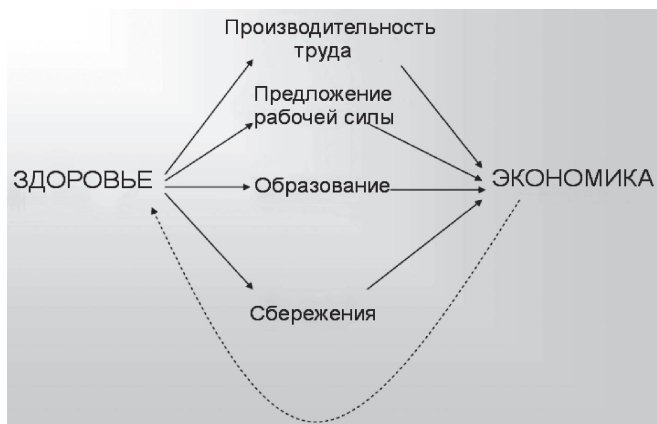 Производительность
труда
Предложение
рабочей силы
ЗДОРОВЬЕ
Образование
ЭКОНОМИКА
Сбережения